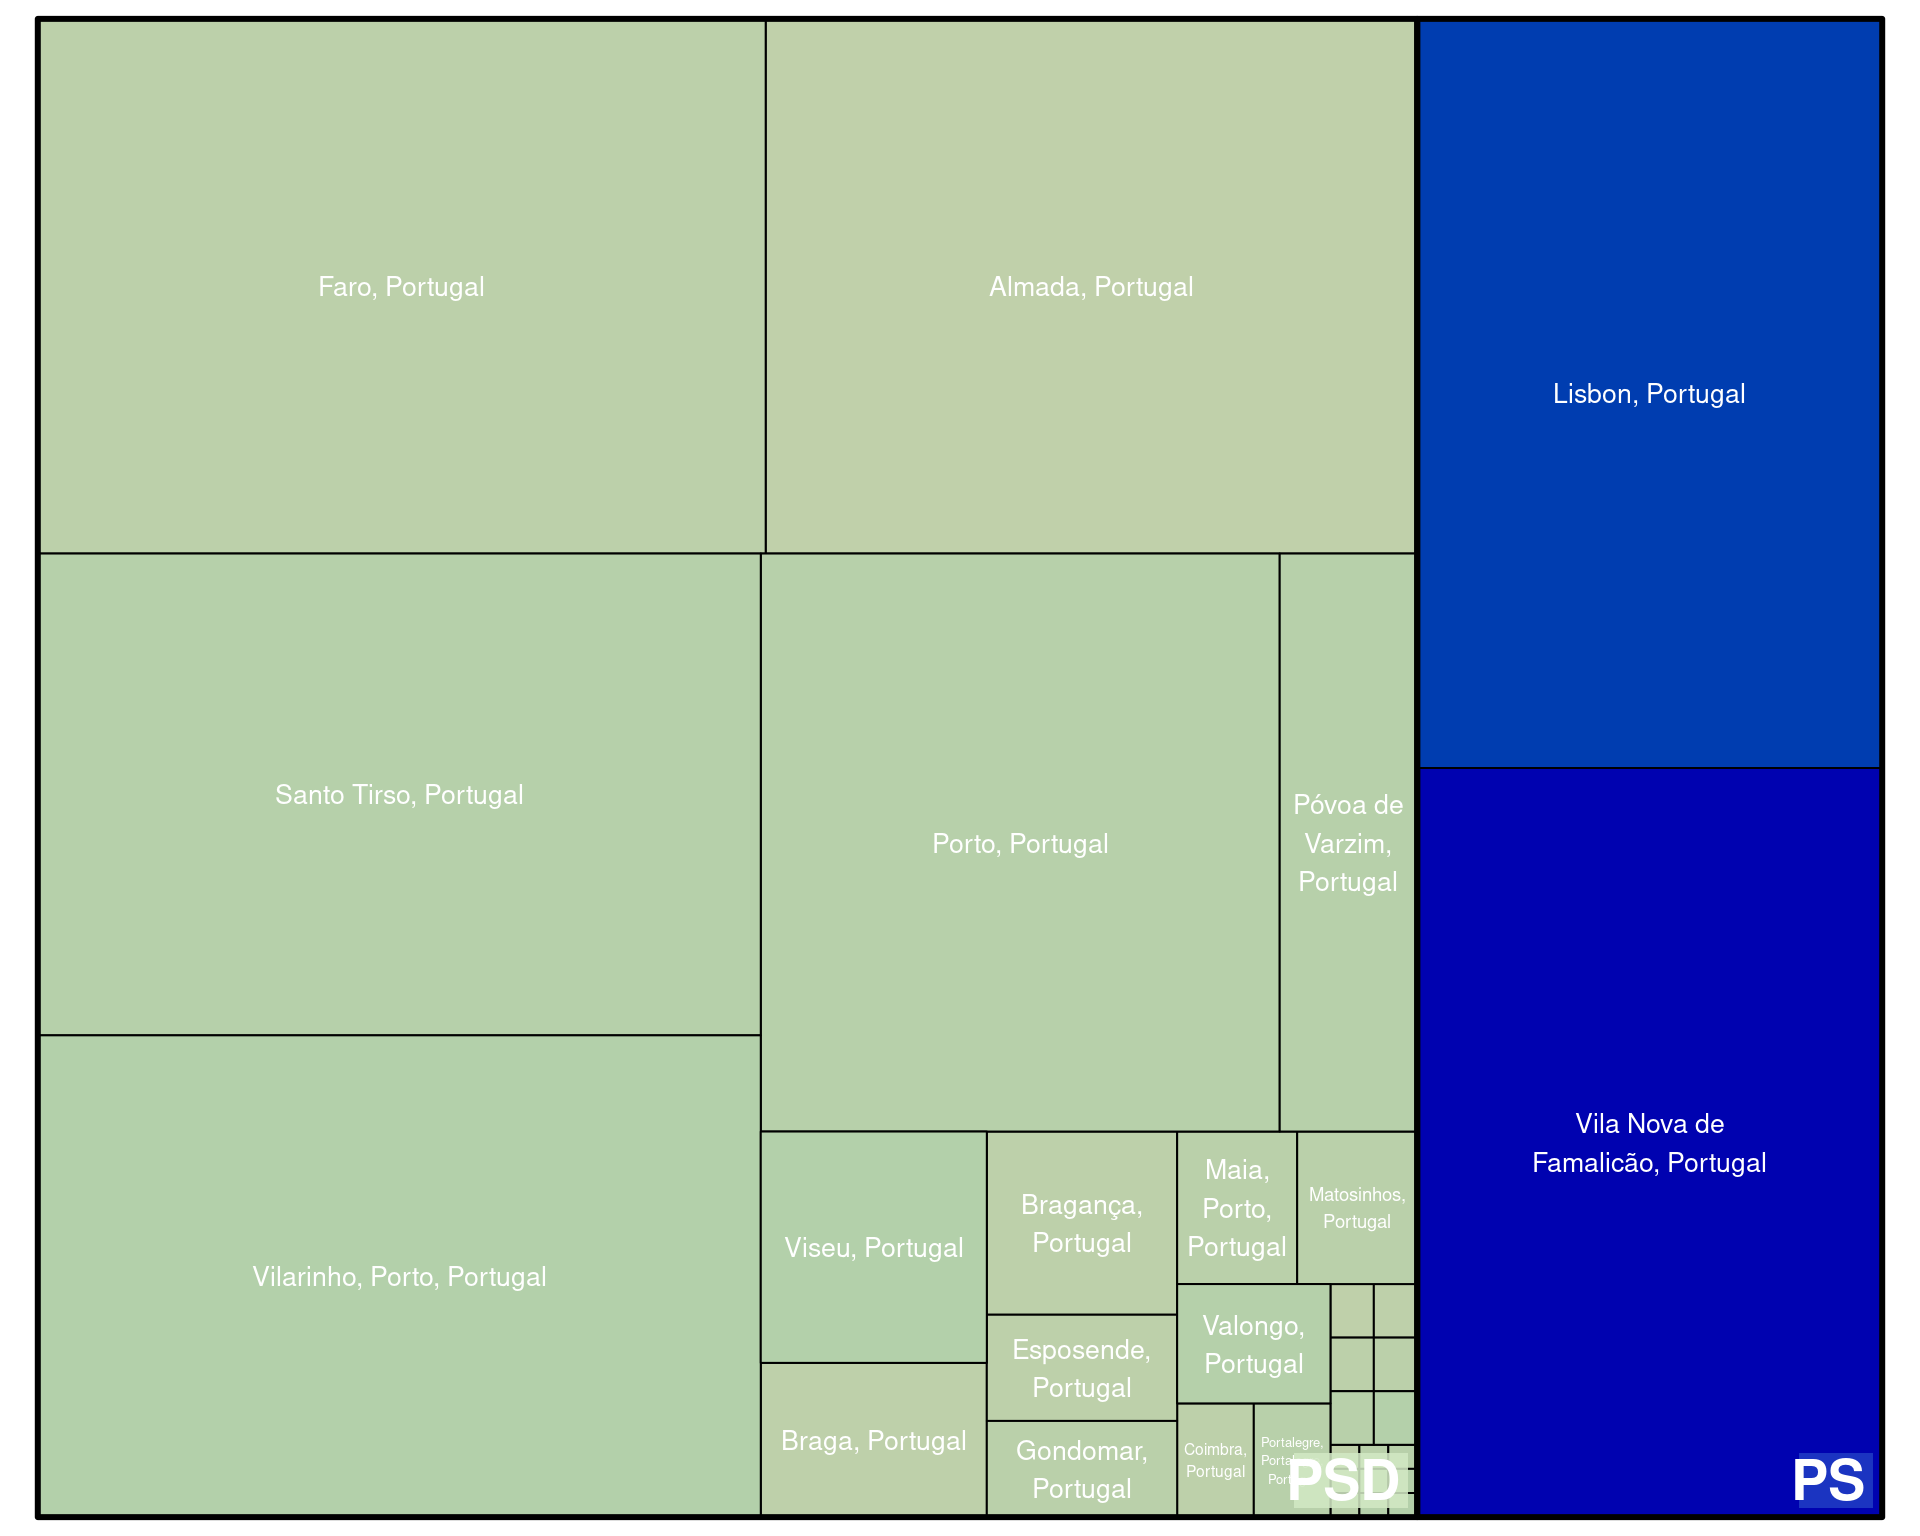 Faro, Portugal
Almada, Portugal
Lisbon, Portugal
Santo Tirso, Portugal
Porto, Portugal
Póvoa de
Varzim,
Portugal
Vila Nova de
Famalicão, Portugal
Vilarinho, Porto, Portugal
Viseu, Portugal
Bragança,
Portugal
Maia,
Porto,
Portugal
Matosinhos,
Portugal
Valongo,
Portugal
Esposende,
Portugal
Braga, Portugal
Gondomar,
Portugal
Coimbra,
Portugal
Portalegre,
PSD
PS